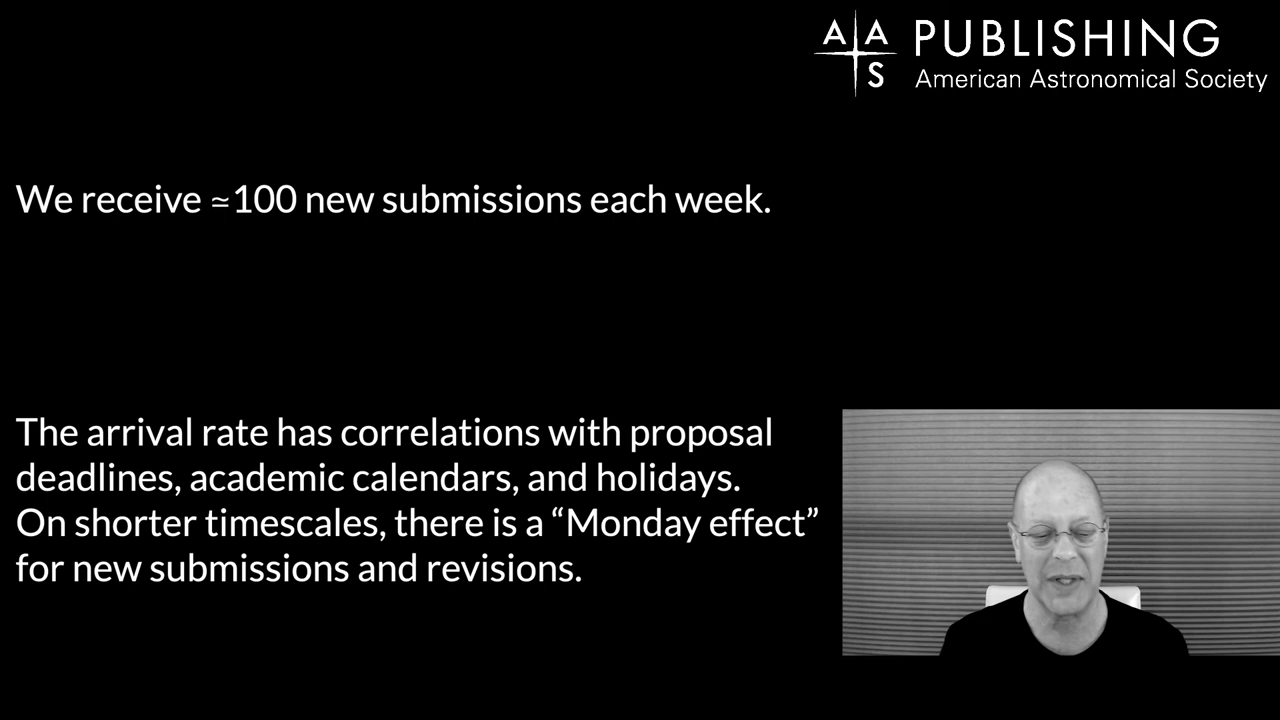 A A
S
PUBLISHING
American Astronomical Society
We receive ≃100 new submissions each week.
The arrival rate has correlations with proposal
deadlines, academic calendars, and holidays.
On shorter timescales, there is a “Monday effect”
for new submissions and revisions.